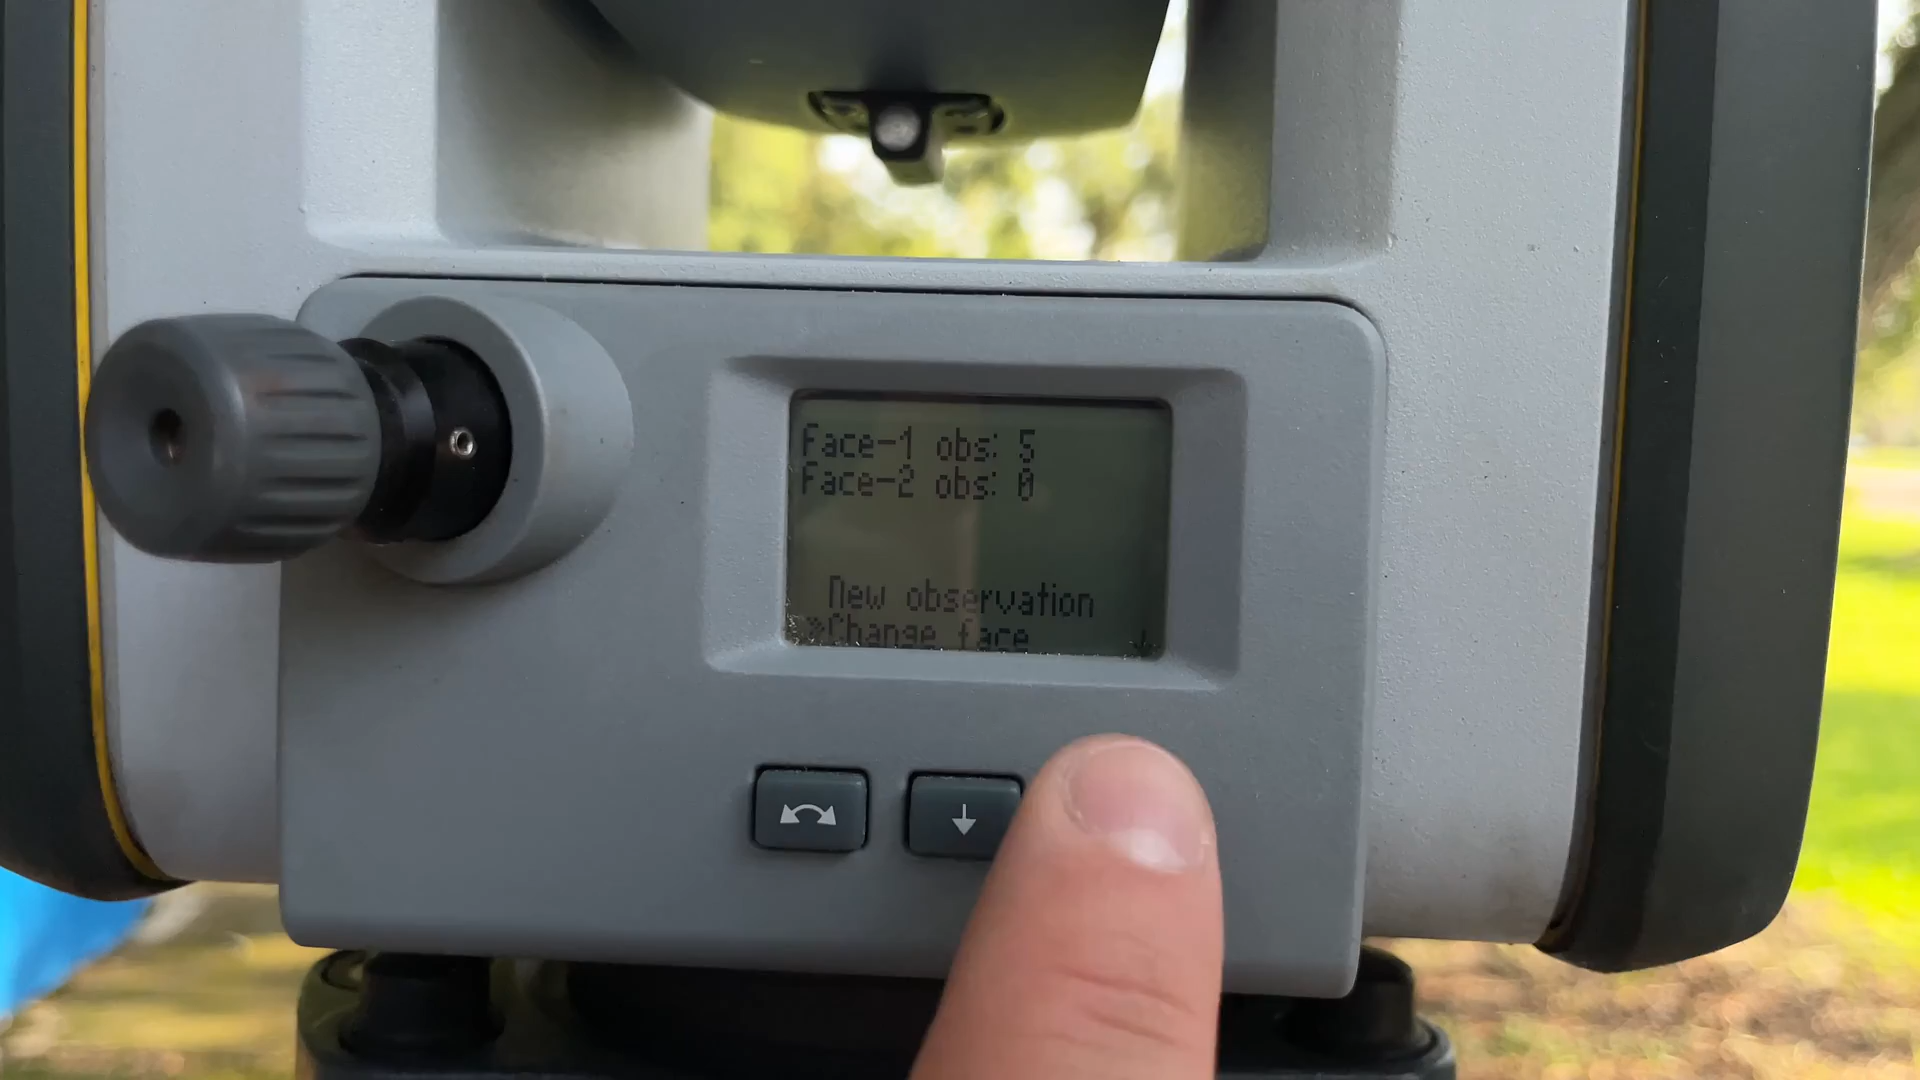 Face-1 obs: 5
Face-2 obs: 0
New observation
»Change face ↓